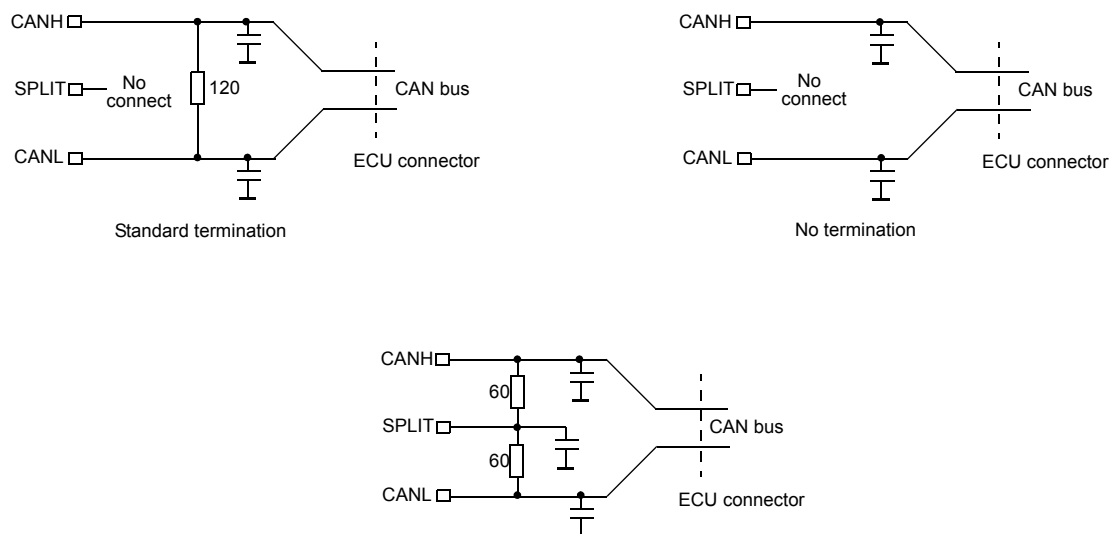 CANH
SPLIT
No
connect
120
CANL
CAN bus
ECU connector
Standard termination
CANH
SPLIT
No
connect
CANL
CAN bus
ECU connector
No termination
CANH
60
SPLIT
60
CANL
CAN bus
ECU connector